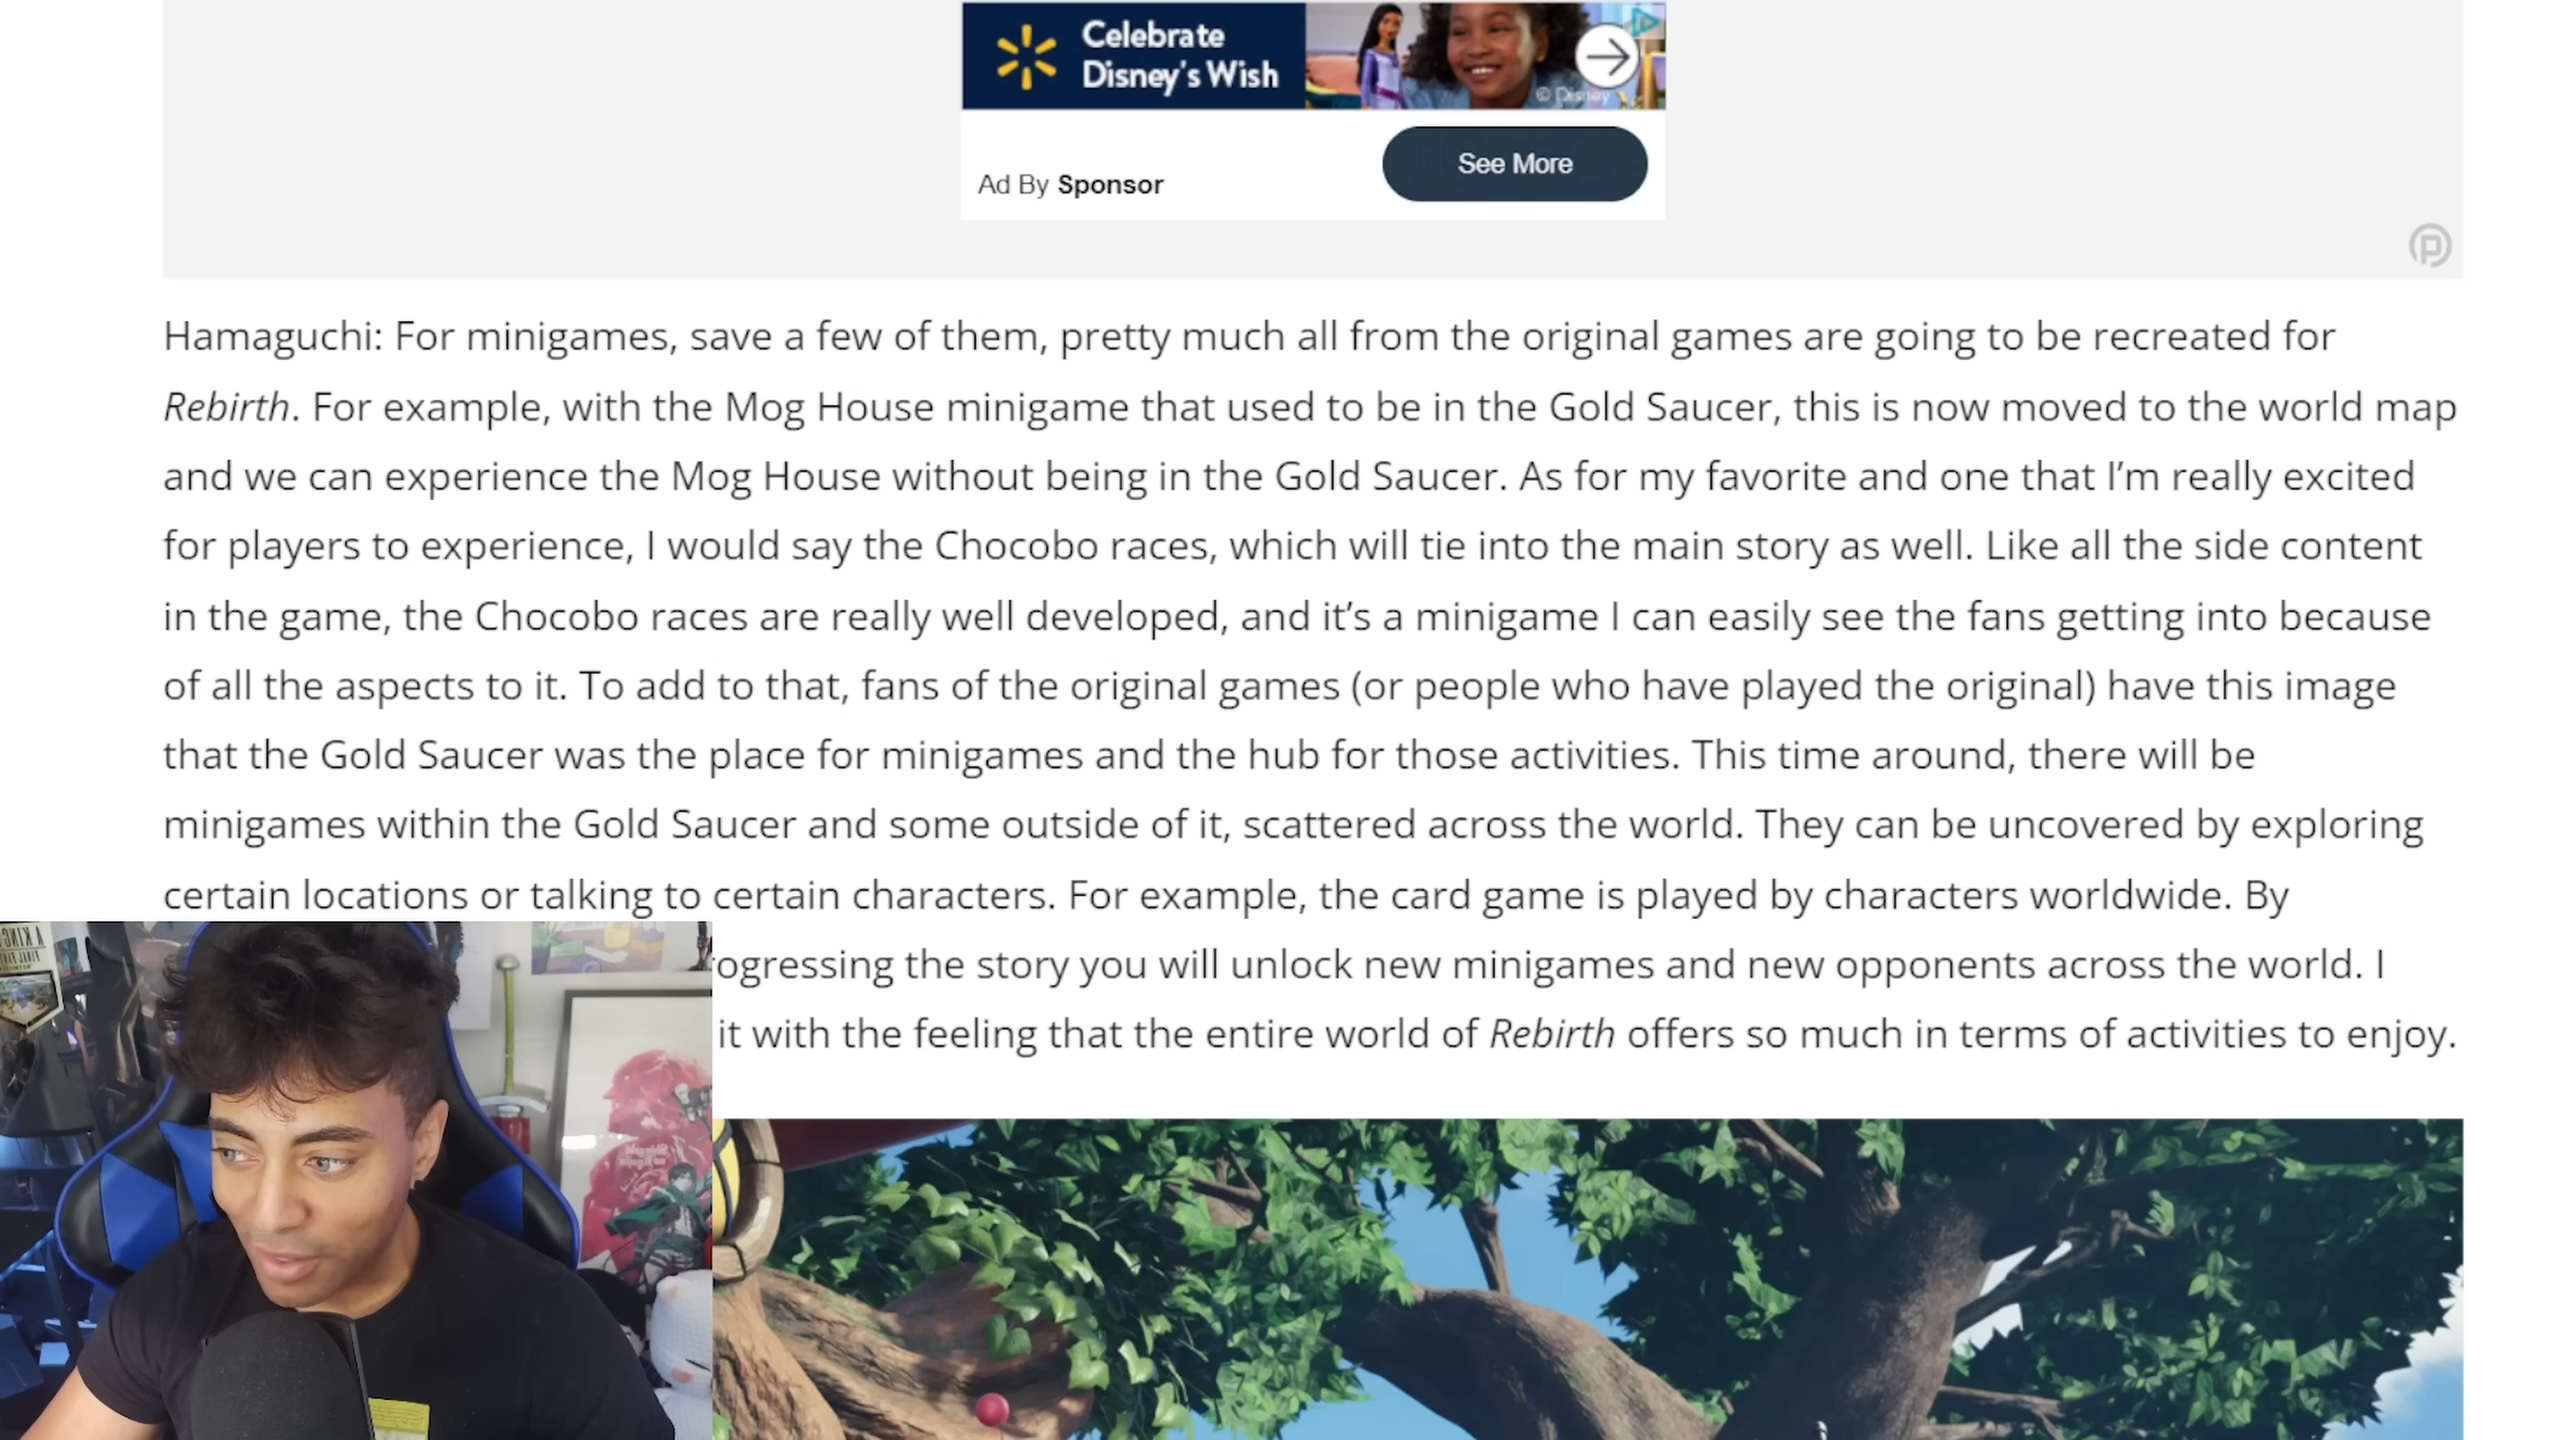 Celebrate
Disney's Wish
© Disney
Ad By Sponsor
See More
Hamaguchi: For minigames, save a few of them, pretty much all from the original games are going to be recreated for
Rebirth. For example, with the Mog House minigame that used to be in the Gold Saucer, this is now moved to the world map
and we can experience the Mog House without being in the Gold Saucer. As for my favorite and one that I’m really excited
for players to experience, I would say the Chocobo races, which will tie into the main story as well. Like all the side content
in the game, the Chocobo races are really well developed, and it’s a minigame I can easily see the fans getting into because
of all the aspects to it. To add to that, fans of the original games (or people who have played the original) have this image
that the Gold Saucer was the place for minigames and the hub for those activities. This time around, there will be
minigames within the Gold Saucer and some outside of it, scattered across the world. They can be uncovered by exploring
certain locations or talking to certain characters. For example, the card game is played by characters worldwide. By
ogressing the story you will unlock new minigames and new opponents across the world. I
it with the feeling that the entire world of Rebirth offers so much in terms of activities to enjoy.